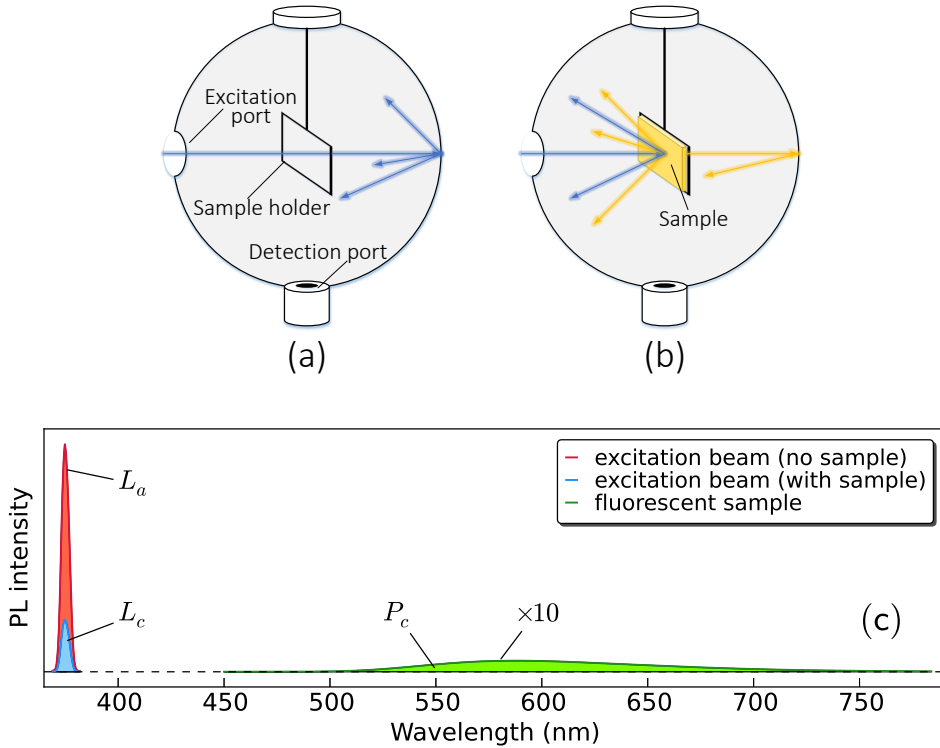 Excitation
port
Sample holder
Detection port
Sample
(a)
(b)
PL intensity
excitation beam (no sample)
excitation beam (with sample)
fluorescent sample
L_a
L_c
P_c
×10
(c)
400 450 500 550 600 650 700 750
Wavelength (nm)